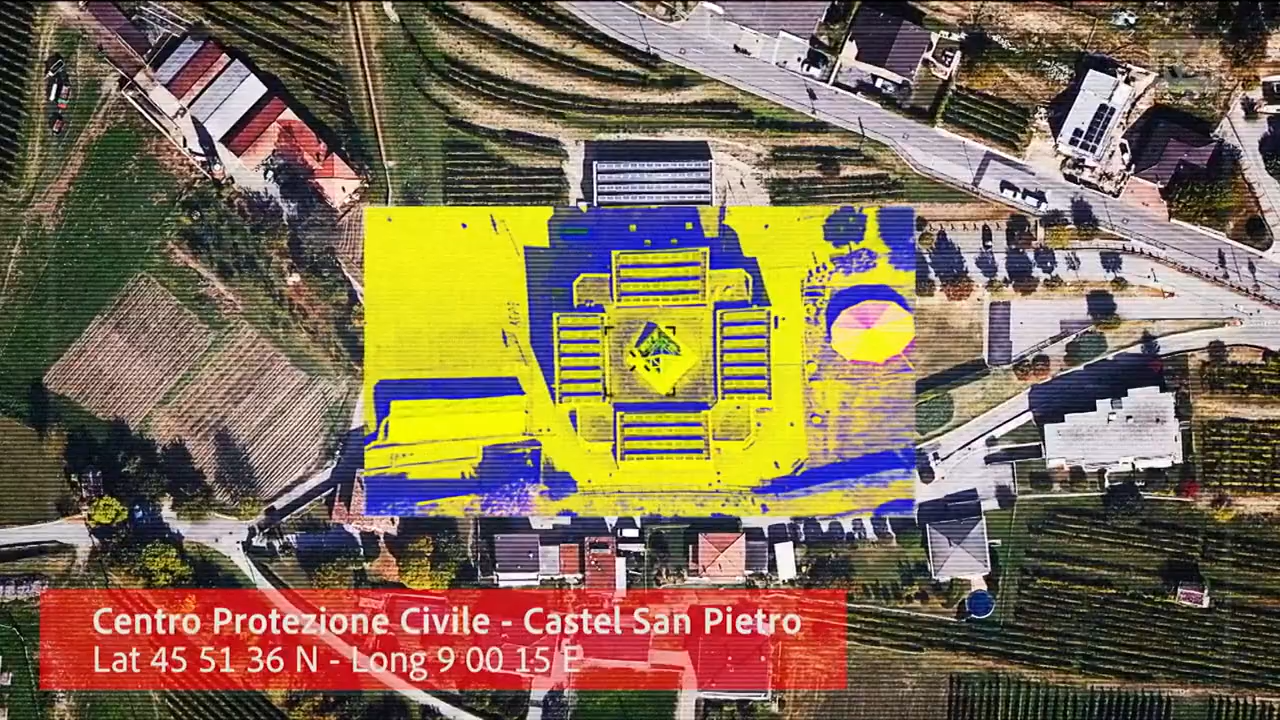 Centro Protezione Civile - Castel San Pietro
Lat 45 51 36 N - Long 9 00 15 E